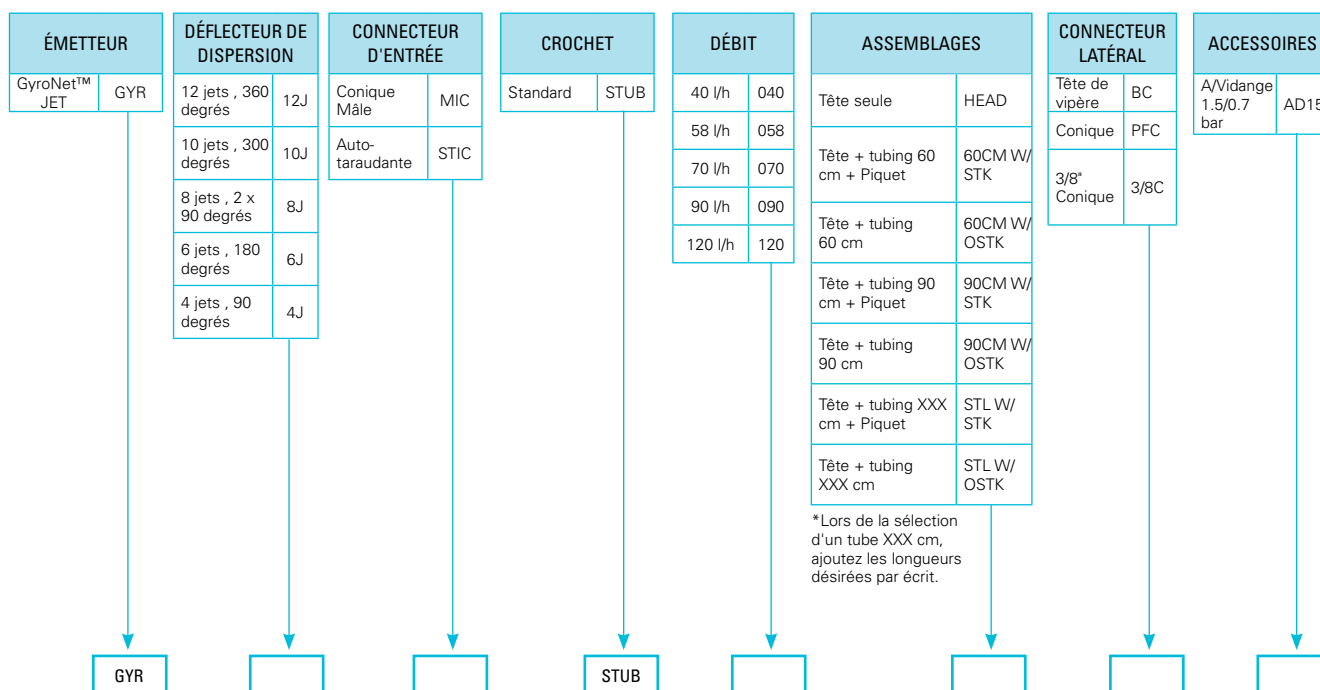 ÉMETTEUR
GyroNet™
JET
GYR
DÉFLECTEUR DE
DISPERSION
12 jets , 360
degrés
12J
10 jets , 300
degrés
10J
8 jets , 2 x
90 degrés
8J
6 jets , 180
degrés
6J
4 jets , 90
degrés
4J
CONNECTEUR
D'ENTRÉE
Conique
Mâle
MIC
Auto-
taraudante
STIC
CROCHET
Standard
STUB
DÉBIT
40 l/h
040
58 l/h
058
70 l/h
070
90 l/h
090
120 l/h
120
ASSEMBLAGES
Tête seule
HEAD
Tête + tubing 60
cm + Piquet
60CM W/
STK
Tête + tubing
60 cm
60CM W/
OSTK
Tête + tubing 90
cm + Piquet
90CM W/
STK
Tête + tubing
90 cm
90CM W/
OSTK
Tête + tubing XXX
cm + Piquet
STL W/
STK
Tête + tubing
XXX cm
STL W/
OSTK
*Lors de la sélection
d'un tube XXX cm,
ajoutez les longueurs
désirées par écrit.
CONNECTEUR
LATÉRAL
Tête de
vipère
BC
Conique
PFC
3/8"
Conique
3/8C
ACCESSOIRES
A/Vidange
1.5/0.7
bar
AD15
GYR
STUB